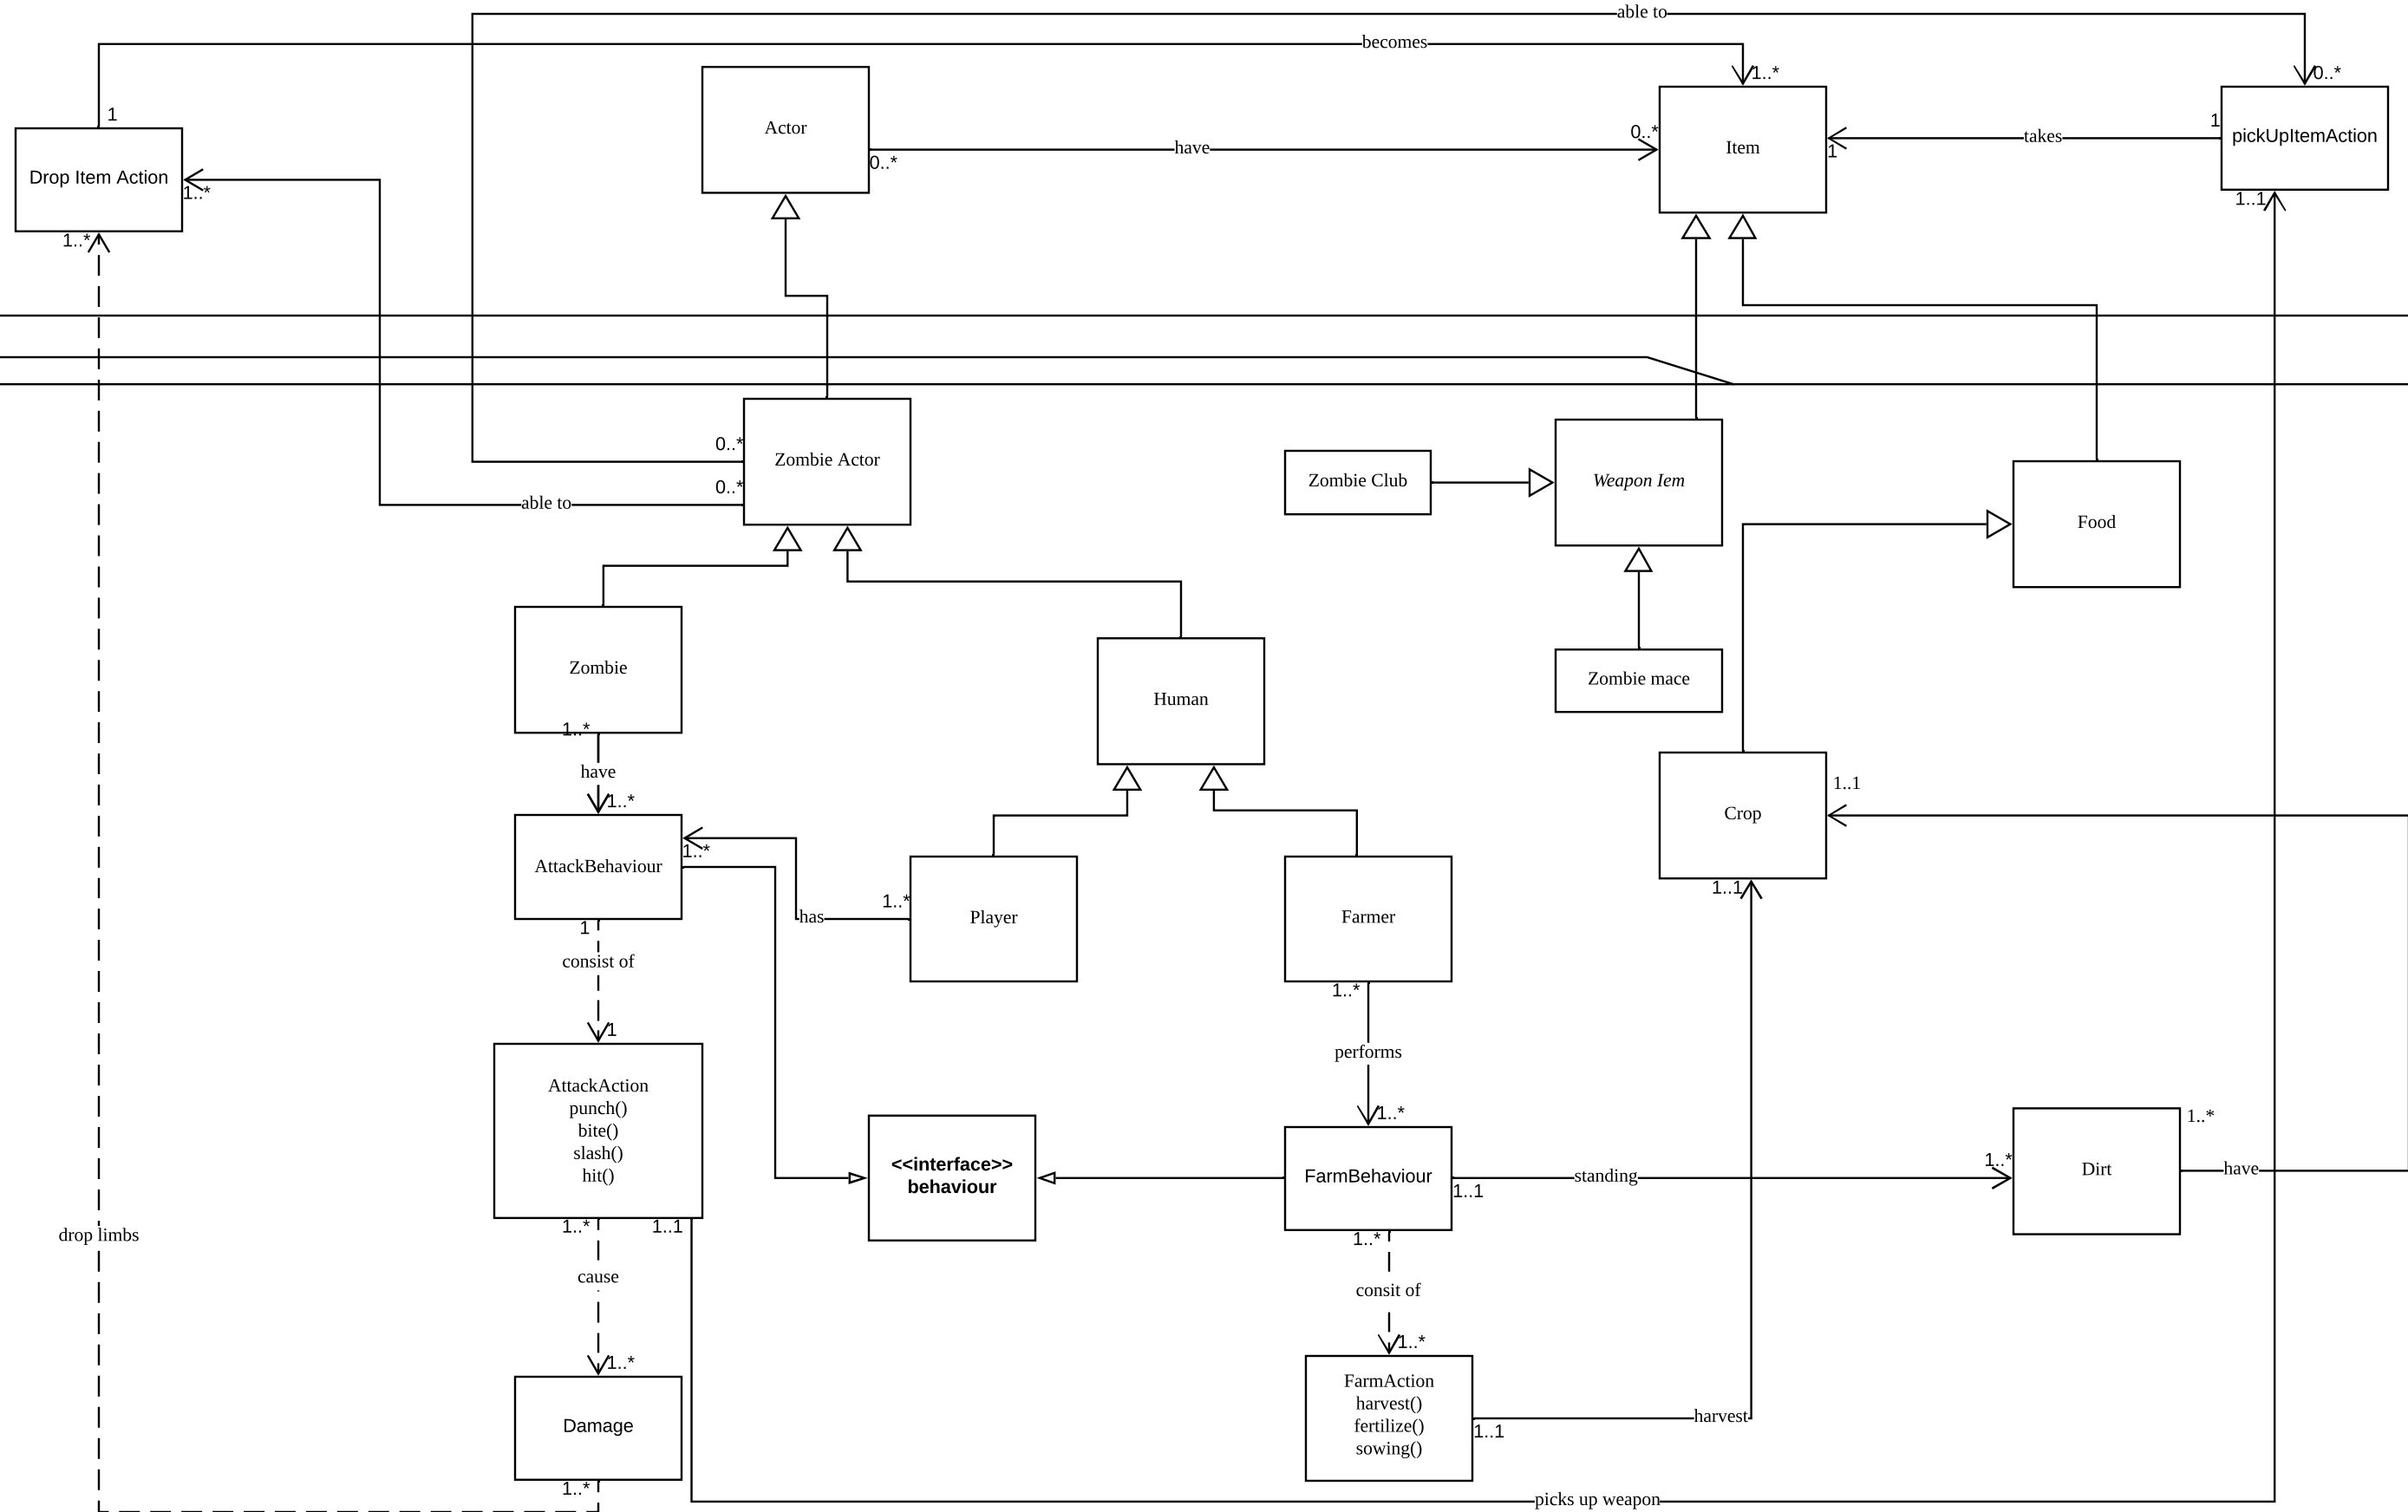 able to
becomes
1..*
0..*
1
Actor
Item
pickUpItemAction
1
takes
1
0..*
have
0..*
Drop Item Action
1..*
1..*
1..1
Zombie Actor
0..*
0..*
able to
Zombie Club
Weapon Iem
Food
Zombie
Human
Zombie mace
1..*
have
1..*
1..1
Crop
AttackBehaviour
1..*
1..*
has
Player
Farmer
1..1
1
consist of
1
1..*
performs
1..*
AttackAction
punch()
bite()
slash()
hit()
<<interface>>
behaviour
FarmBehaviour
1..1
standing
1..*
Dirt
1..*
have
drop limbs
1..*
1..1
cause
1..*
1..*
consit of
1..*
Damage
FarmAction
harvest()
fertilize()
sowing()
1..1
harvest
1..*
picks up weapon